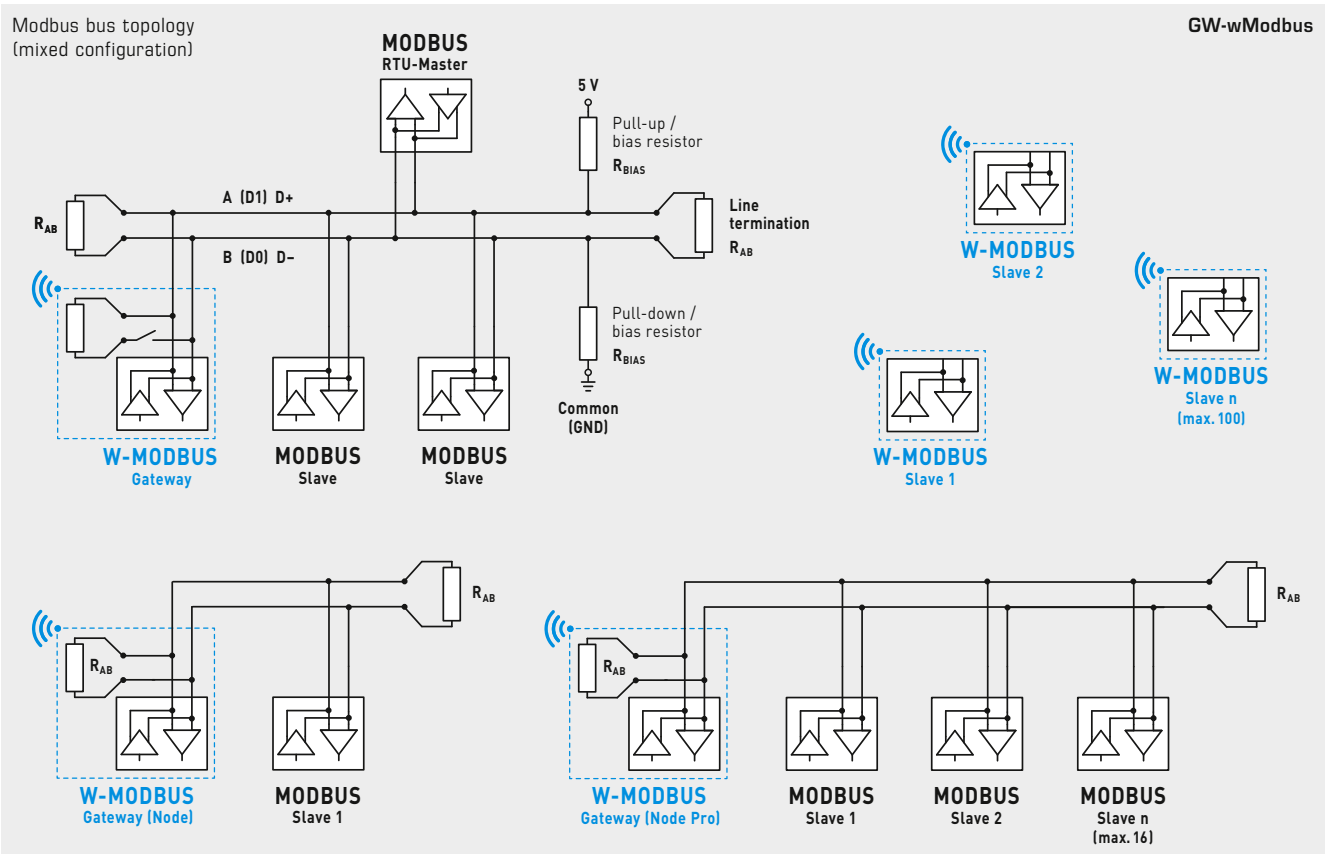 Modbus bus topology
(mixed configuration)
GW-wModbus
MODBUS
RTU-Master
5 V
Pull-up /
bias resistor
RBIAS
A (D1) D+
B (D0) D–
RAB
Line
termination
RAB
Pull-down /
bias resistor
RBIAS
Common
(GND)
W-MODBUS
Gateway
MODBUS
Slave
MODBUS
Slave
W-MODBUS
Slave 2
W-MODBUS
Slave n
(max. 100)
W-MODBUS
Slave 1
RAB
RAB
W-MODBUS
Gateway (Node)
MODBUS
Slave 1
RAB
RAB
W-MODBUS
Gateway (Node Pro)
MODBUS
Slave 1
MODBUS
Slave 2
MODBUS
Slave n
(max. 16)